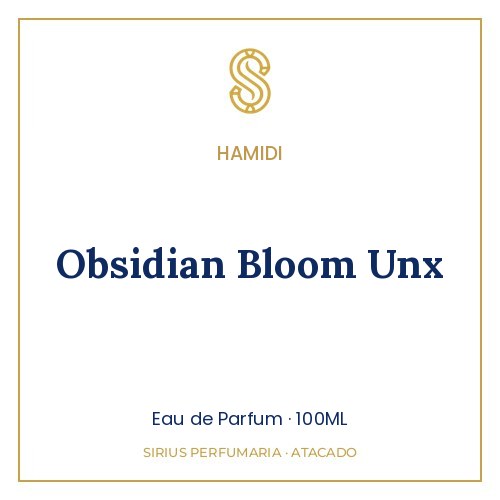 HAMIDI
Obsidian Bloom Unx
Eau de Parfum · 100ML
SIRIUS PERFUMARIA · ATACADO